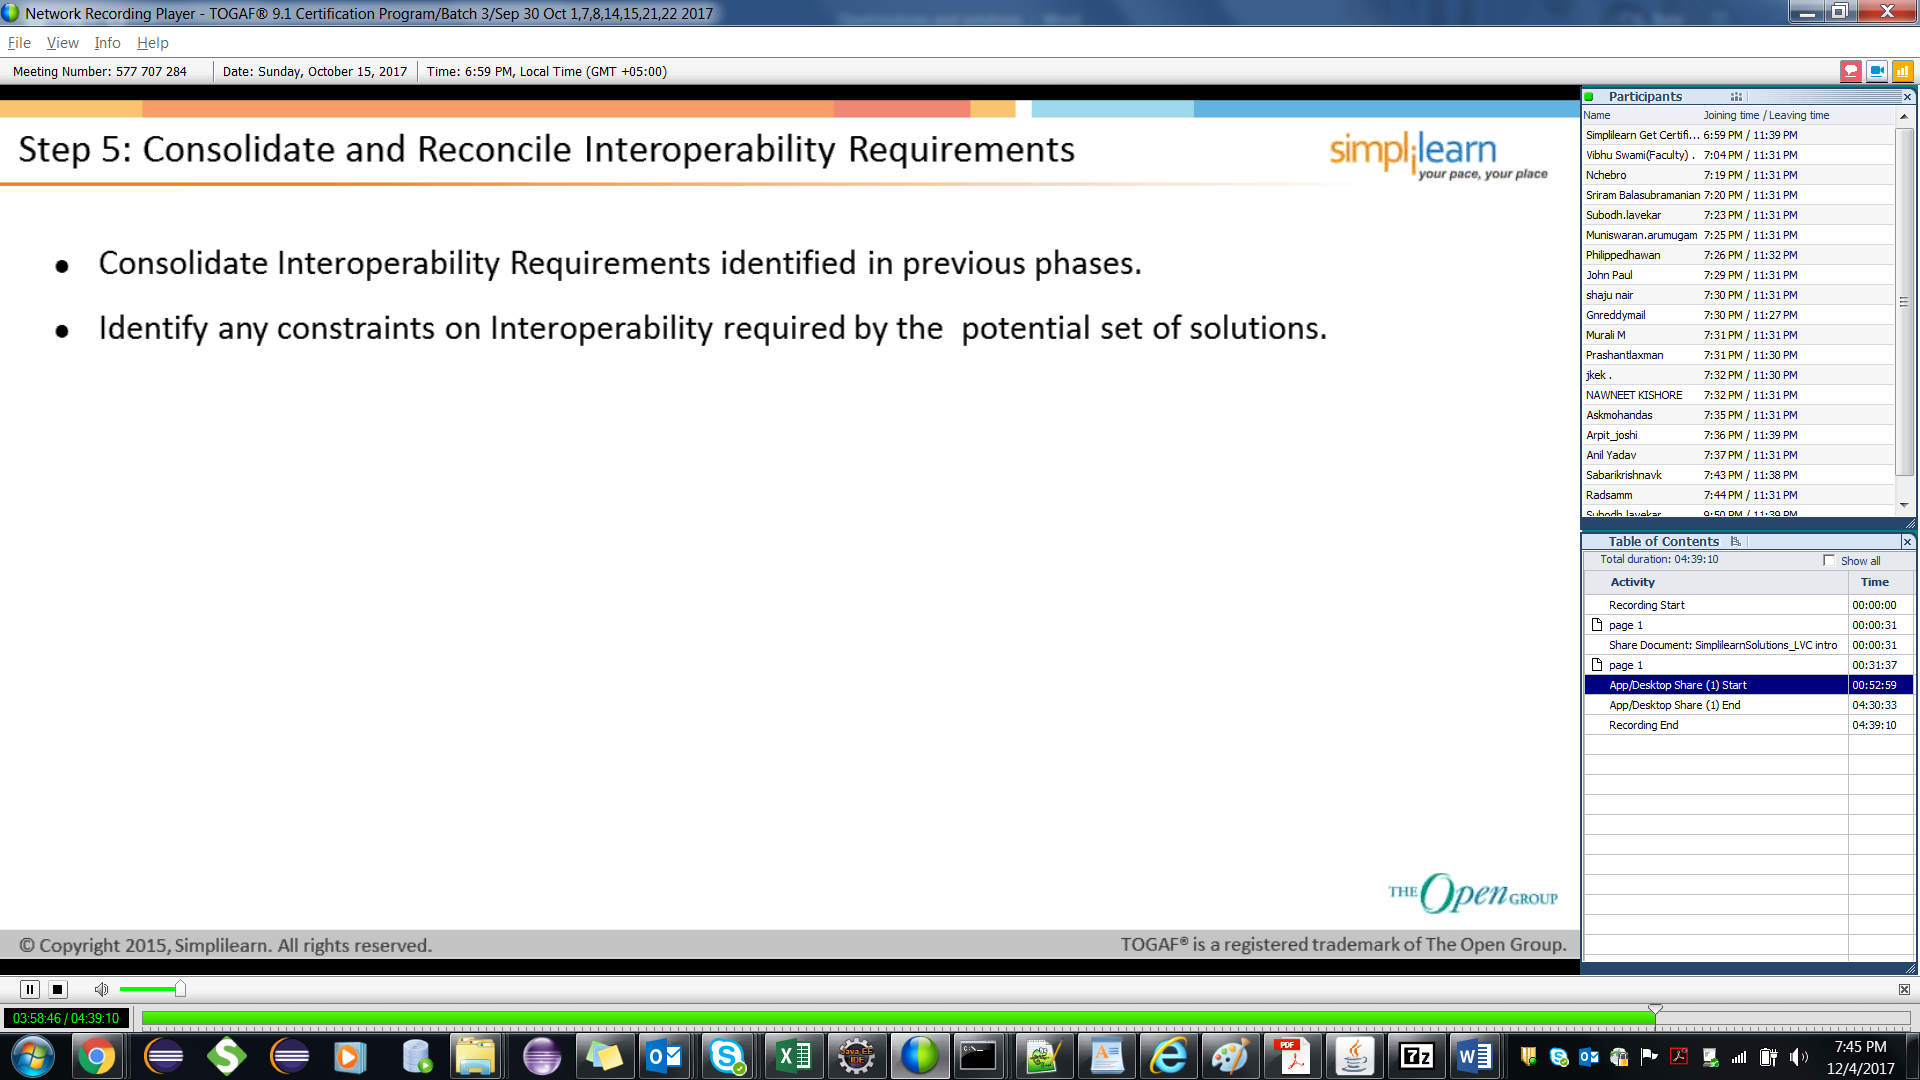 Network Recording Player - TOGAF® 9.1 Certification Program/Batch 3/Sep 30 Oct 1,7,8,14,15,21,22 2017
File View Info Help
Meeting Number: 577 707 284 Date: Sunday, October 15, 2017 Time: 6:59 PM, Local Time (GMT +05:00)
Step 5: Consolidate and Reconcile Interoperability Requirements
simplilearn
your pace, your place
● Consolidate Interoperability Requirements identified in previous phases.
● Identify any constraints on Interoperability required by the potential set of solutions.
THE Open GROUP
© Copyright 2015, Simplilearn. All rights reserved.
TOGAF® is a registered trademark of The Open Group.
Participants
Name Joining time / Leaving time
Simplilearn Get Certifi... 6:59 PM / 11:39 PM
Vibhu Swami(Faculty) . 7:04 PM / 11:31 PM
Nchebro 7:19 PM / 11:31 PM
Sriram Balasubramanian 7:20 PM / 11:31 PM
Subodh.lavekar 7:23 PM / 11:31 PM
Muniswaran.arumugam 7:25 PM / 11:31 PM
Philippedhawan 7:26 PM / 11:32 PM
John Paul 7:29 PM / 11:31 PM
shaju nair 7:30 PM / 11:31 PM
Gnreddymail 7:30 PM / 11:27 PM
Murali M 7:31 PM / 11:31 PM
Prashantlaxman 7:31 PM / 11:30 PM
jkek . 7:32 PM / 11:30 PM
NAWNEET KISHORE 7:32 PM / 11:31 PM
Askmohandas 7:35 PM / 11:31 PM
Arpit_joshi 7:36 PM / 11:39 PM
Anil Yadav 7:37 PM / 11:31 PM
Sabarikrishnavk 7:43 PM / 11:38 PM
Radsamm 7:44 PM / 11:31 PM
Subodh.lavekar 9:50 PM / 11:39 PM
Table of Contents
Total duration: 04:39:10 Show all
Activity Time
Recording Start 00:00:00
page 1 00:00:31
Share Document: SimplilearnSolutions_LVC intro 00:00:31
page 1 00:31:37
App/Desktop Share (1) Start 00:52:59
App/Desktop Share (1) End 04:30:33
Recording End 04:39:10
03:58:46 / 04:39:10
7:45 PM
12/4/2017